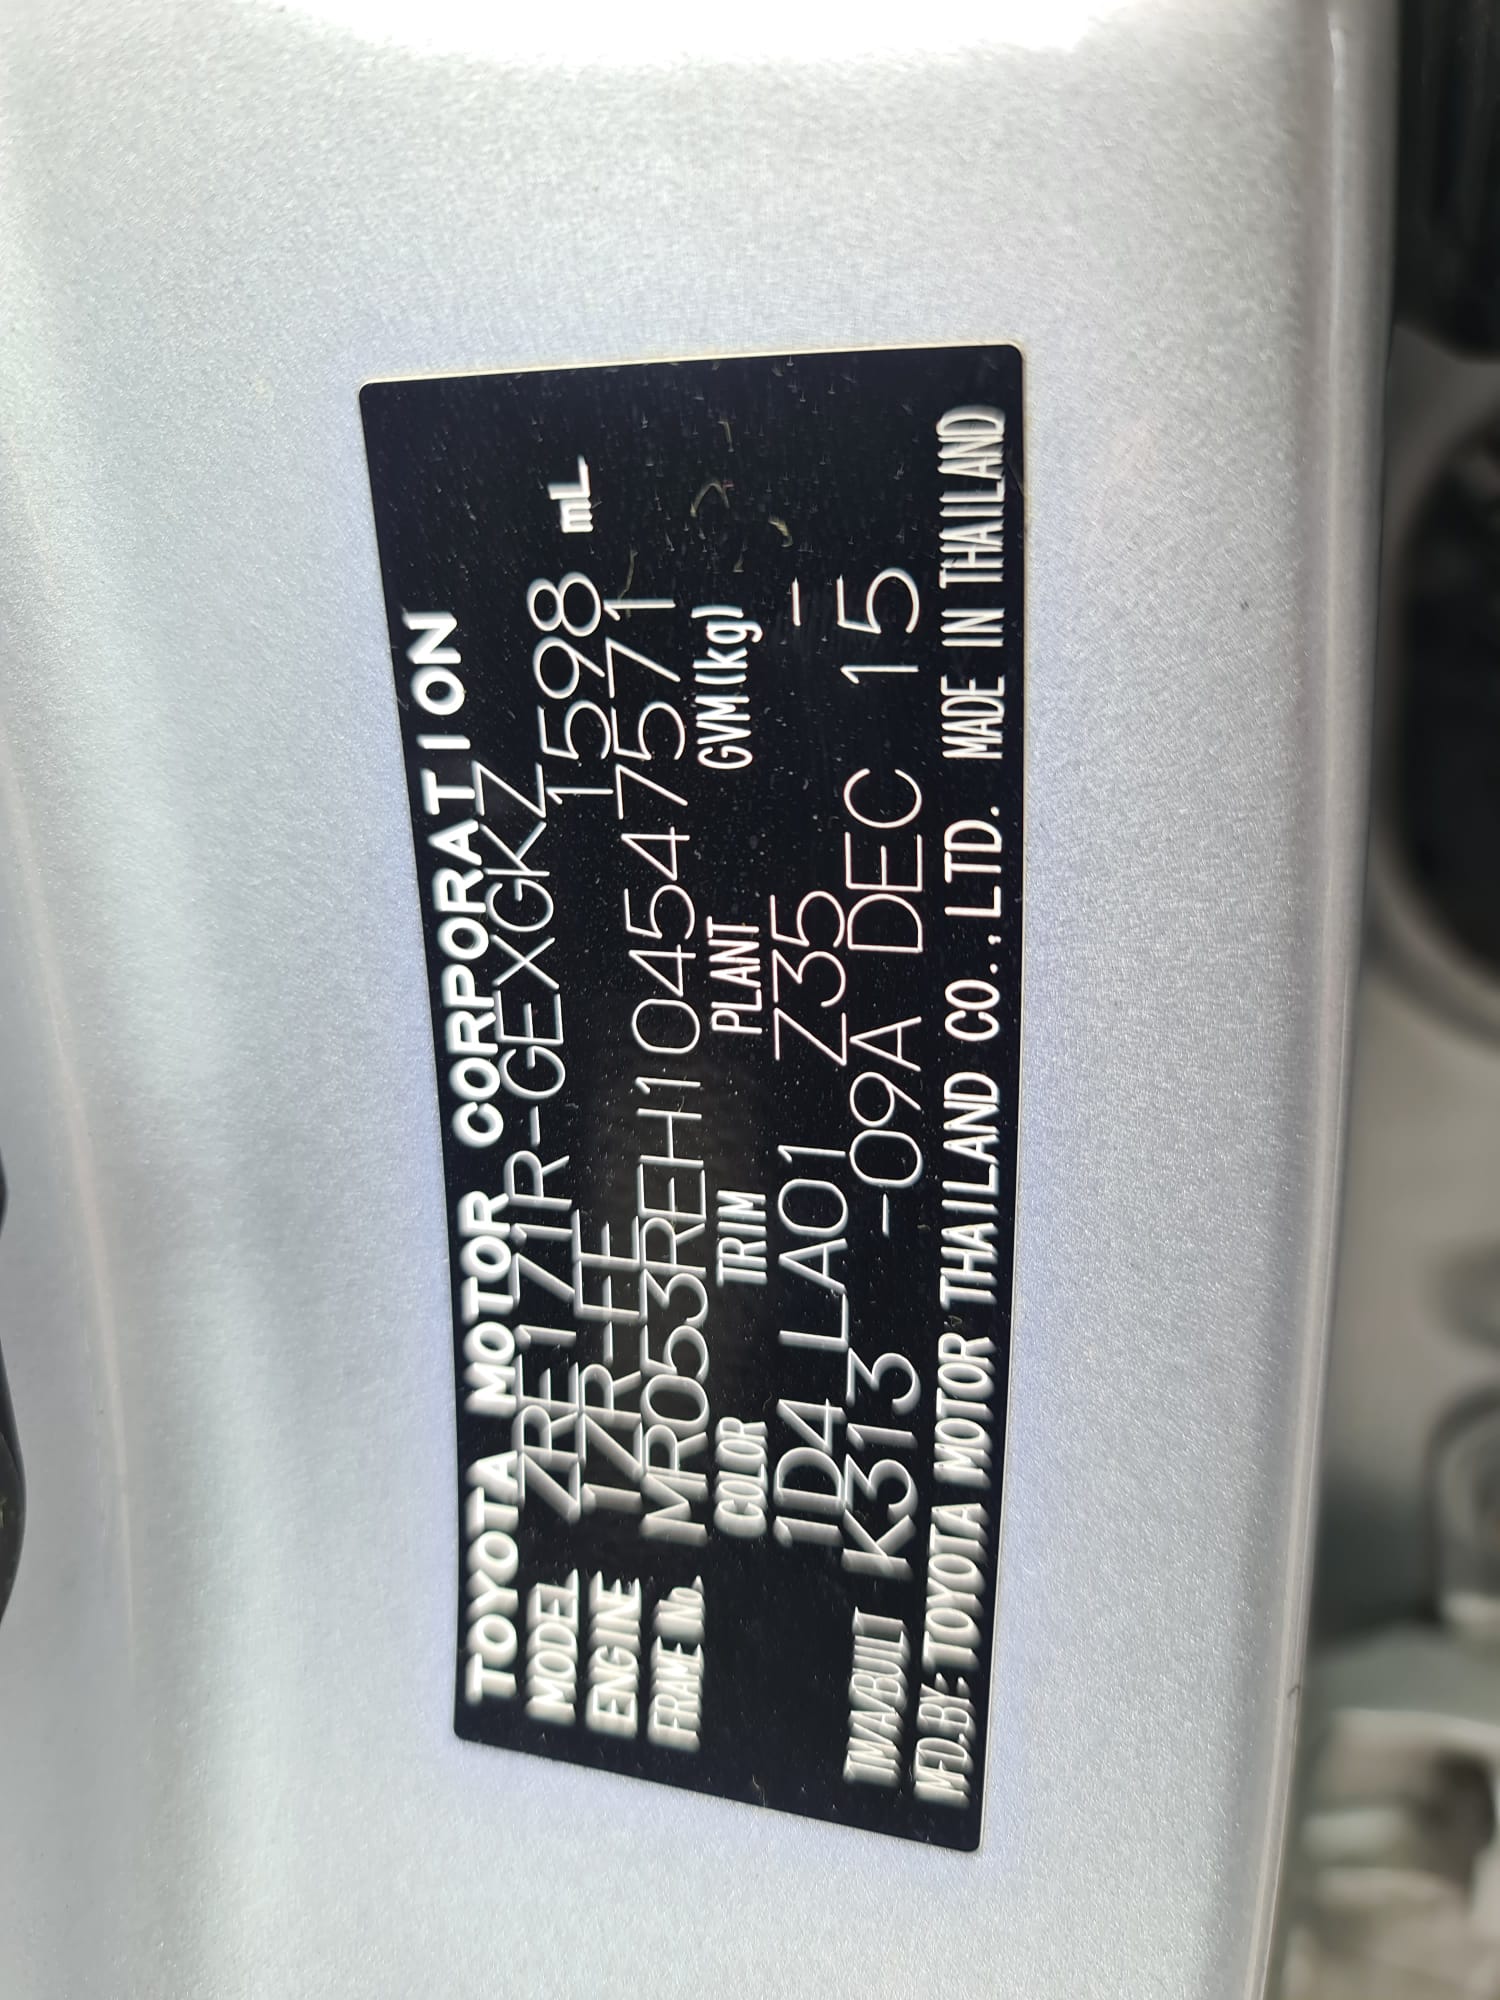 TOYOTA MOTOR CORPORATION
MODEL ZRE171R-GEXGKZ
ENGINE 1ZR-FE 1598 mL
FRAME No. MR053REH104547571
COLOR TRIM PLANT GVM(kg)
1D4 LA01 Z35 -
TMA/BUILT K313 -09A DEC 15
MFD.BY: TOYOTA MOTOR THAILAND CO.,LTD. MADE IN THAILAND